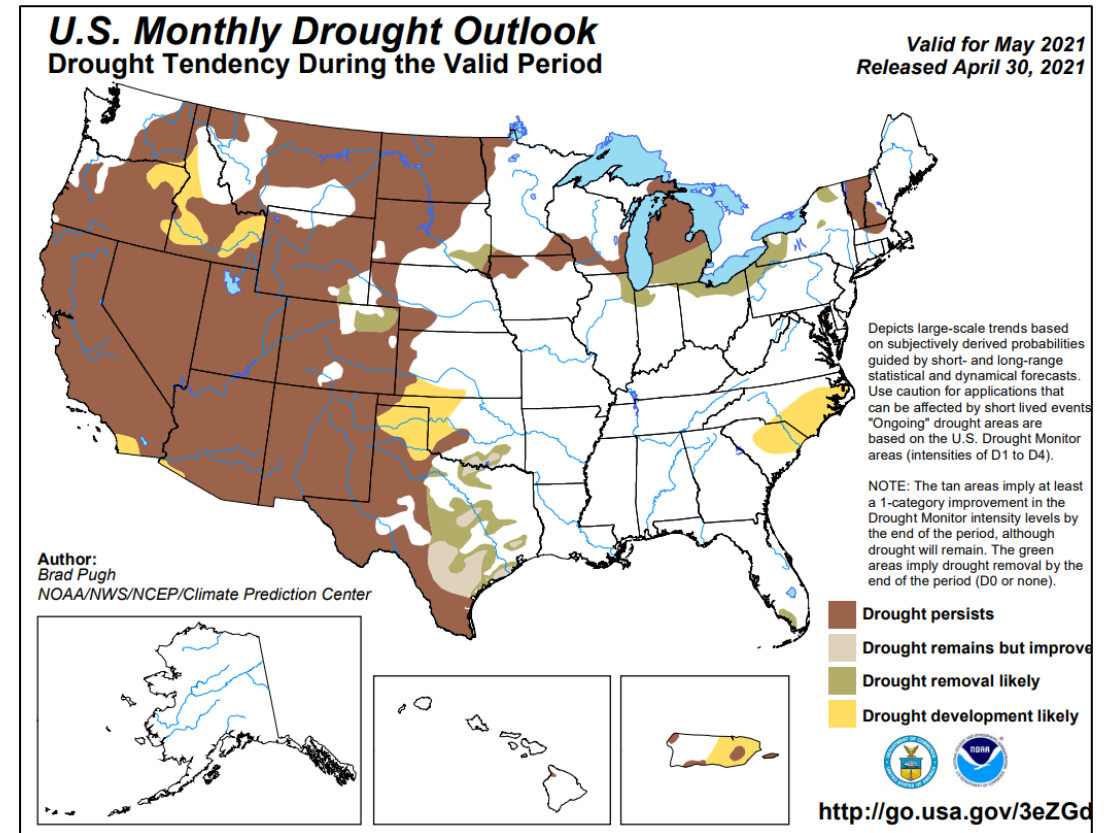 U.S. Monthly Drought Outlook
Drought Tendency During the Valid Period
Valid for May 2021
Released April 30, 2021
Depicts large-scale trends based
on subjectively derived probabilities
guided by short- and long-range
statistical and dynamical forecasts.
Use caution for applications that
can be affected by short lived events
"Ongoing" drought areas are
based on the U.S. Drought Monitor
areas (intensities of D1 to D4).
NOTE: The tan areas imply at least
a 1-category improvement in the
Drought Monitor intensity levels by
the end of the period, although
drought will remain. The green
areas imply drought removal by the
end of the period (D0 or none).
Author:
Brad Pugh
NOAA/NWS/NCEP/Climate Prediction Center
Drought persists
Drought remains but improve
Drought removal likely
Drought development likely
NOAA
http://go.usa.gov/3eZGd